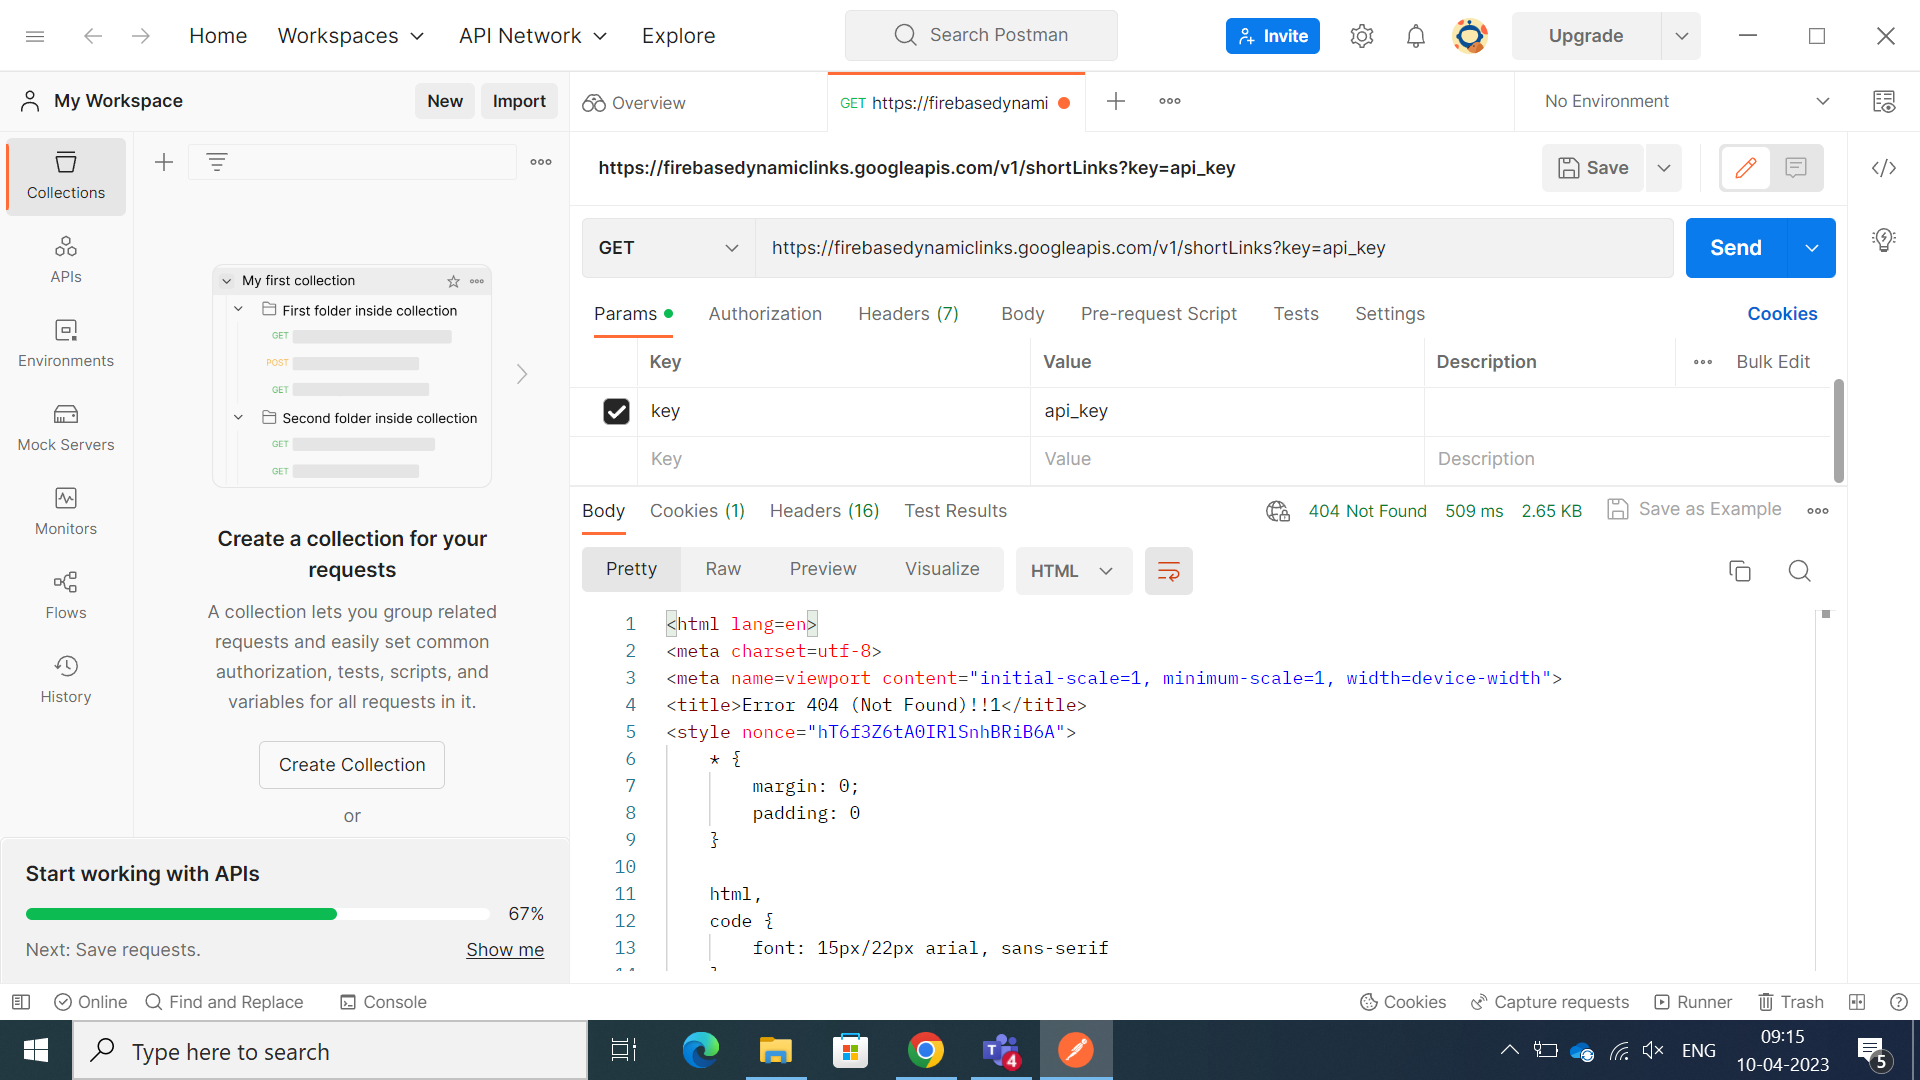 Home Workspaces API Network Explore Search Postman Invite Upgrade
My Workspace New Import Overview GET https://firebasedynami No Environment
https://firebasedynamiclinks.googleapis.com/v1/shortLinks?key=api_key Save
GET https://firebasedynamiclinks.googleapis.com/v1/shortLinks?key=api_key Send
Params Authorization Headers (7) Body Pre-request Script Tests Settings Cookies
Key Value Description Bulk Edit
key api_key
Key Value Description
Collections
APIs
Environments
Mock Servers
Monitors
Flows
History
My first collection
First folder inside collection
GET
POST
GET
Second folder inside collection
GET
GET
Create a collection for your
requests
A collection lets you group related
requests and easily set common
authorization, tests, scripts, and
variables for all requests in it.
Create Collection
or
Start working with APIs
67%
Next: Save requests. Show me
Body Cookies (1) Headers (16) Test Results 404 Not Found 509 ms 2.65 KB Save as Example
Pretty Raw Preview Visualize HTML
1 <html lang=en>
2 <meta charset=utf-8>
3 <meta name=viewport content="initial-scale=1, minimum-scale=1, width=device-width">
4 <title>Error 404 (Not Found)!!1</title>
5 <style nonce="hT6f3Z6tA0IRlSnhBRiB6A">
6 * {
7 margin: 0;
8 padding: 0
9 }
10
11 html,
12 code {
13 font: 15px/22px arial, sans-serif
Online Find and Replace Console Cookies Capture requests Runner Trash
Type here to search 4 ENG 09:15 5
10-04-2023